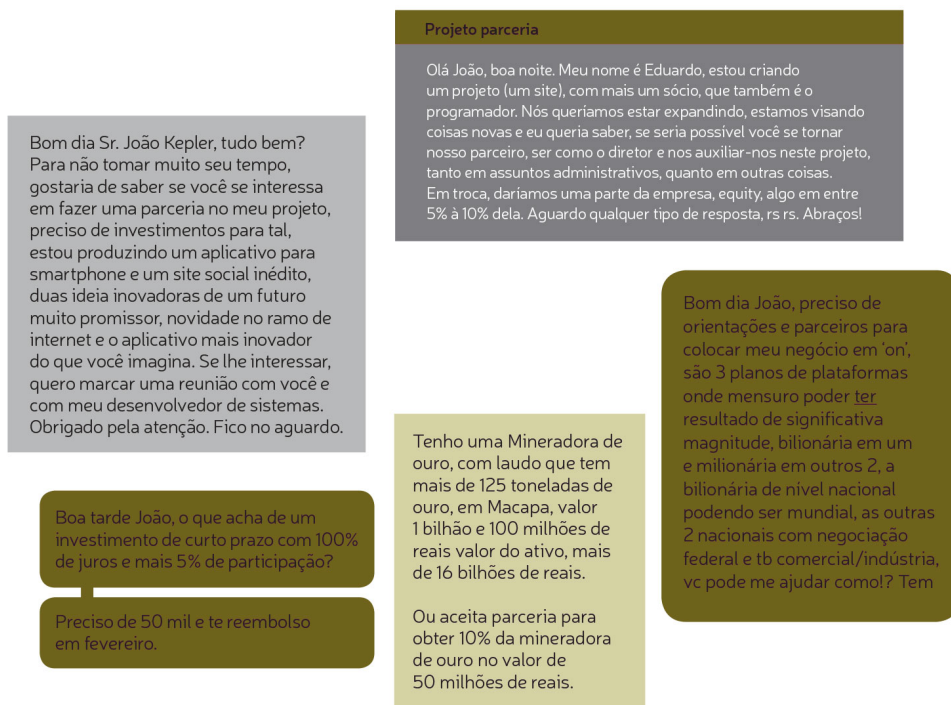 Projeto parceria
Olá João, boa noite. Meu nome é Eduardo, estou criando
um projeto (um site), com mais um sócio, que também é o
programador. Nós queríamos estar expandindo, estamos visando
coisas novas e eu queria saber, se seria possível você se tornar
nosso parceiro, ser como o diretor e nos auxiliar-nos neste projeto,
tanto em assuntos administrativos, quanto em outras coisas.
Em troca, daríamos uma parte da empresa, equity, algo em entre
5% à 10% dela. Aguardo qualquer tipo de resposta, rs rs. Abraços!
Bom dia Sr. João Kepler, tudo bem?
Para não tomar muito seu tempo,
gostaria de saber se você se interessa
em fazer uma parceria no meu projeto,
preciso de investimentos para tal,
estou produzindo um aplicativo para
smartphone e um site social inédito,
duas ideia inovadoras de um futuro
muito promissor, novidade no ramo de
internet e o aplicativo mais inovador
do que você imagina. Se lhe interessar,
quero marcar uma reunião com você e
com meu desenvolvedor de sistemas.
Obrigado pela atenção. Fico no aguardo.
Bom dia João, preciso de
orientações e parceiros para
colocar meu negócio em 'on',
são 3 planos de plataformas
onde mensuro poder ter
resultado de significativa
magnitude, bilionária em um
e milionária em outros 2, a
bilionária de nível nacional
podendo ser mundial, as outras
2 nacionais com negociação
federal e tb comercial/indústria,
vc pode me ajudar como!? Tem
Tenho uma Mineradora de
ouro, com laudo que tem
mais de 125 toneladas de
ouro, em Macapa, valor
1 bilhão e 100 milhões de
reais valor do ativo, mais
de 16 bilhões de reais.
Ou aceita parceria para
obter 10% da mineradora
de ouro no valor de
50 milhões de reais.
Boa tarde João, o que acha de um
investimento de curto prazo com 100%
de juros e mais 5% de participação?
Preciso de 50 mil e te reembolso
em fevereiro.